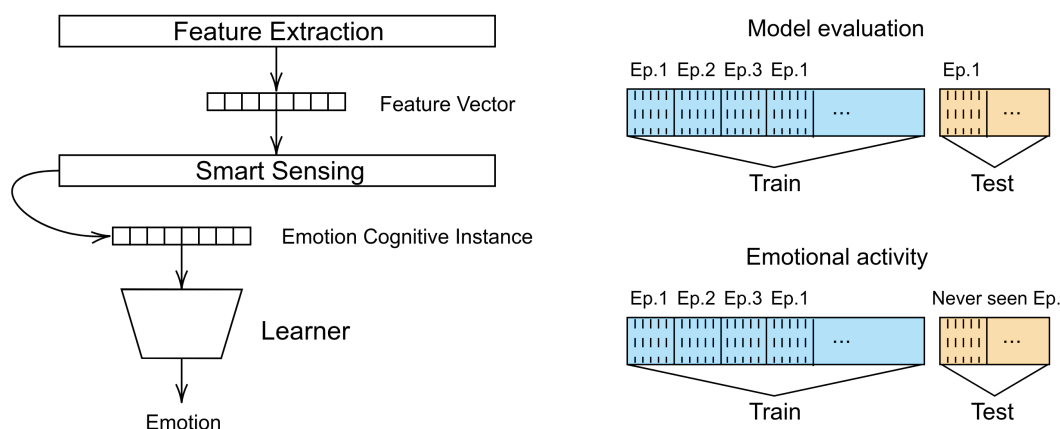 Feature Extraction
Feature Vector
Smart Sensing
Emotion Cognitive Instance
Learner
Emotion
Model evaluation
Ep.1 Ep.2 Ep.3 Ep.1 Ep.1
... ...
Train Test
Emotional activity
Ep.1 Ep.2 Ep.3 Ep.1 Never seen Ep.
... ...
Train Test